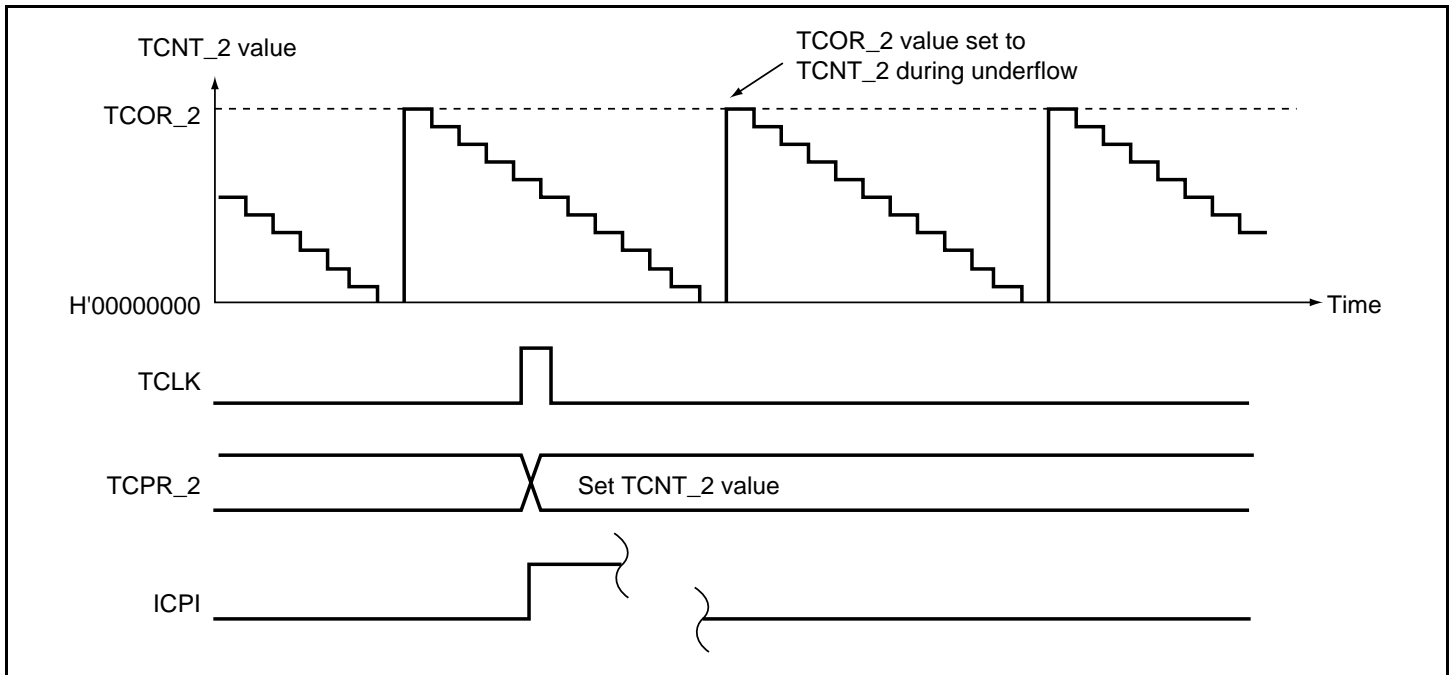 TCNT_2 value
TCOR_2 value set to
TCNT_2 during underflow
TCOR_2
H'00000000
Time
TCLK
TCPR_2
Set TCNT_2 value
ICPI